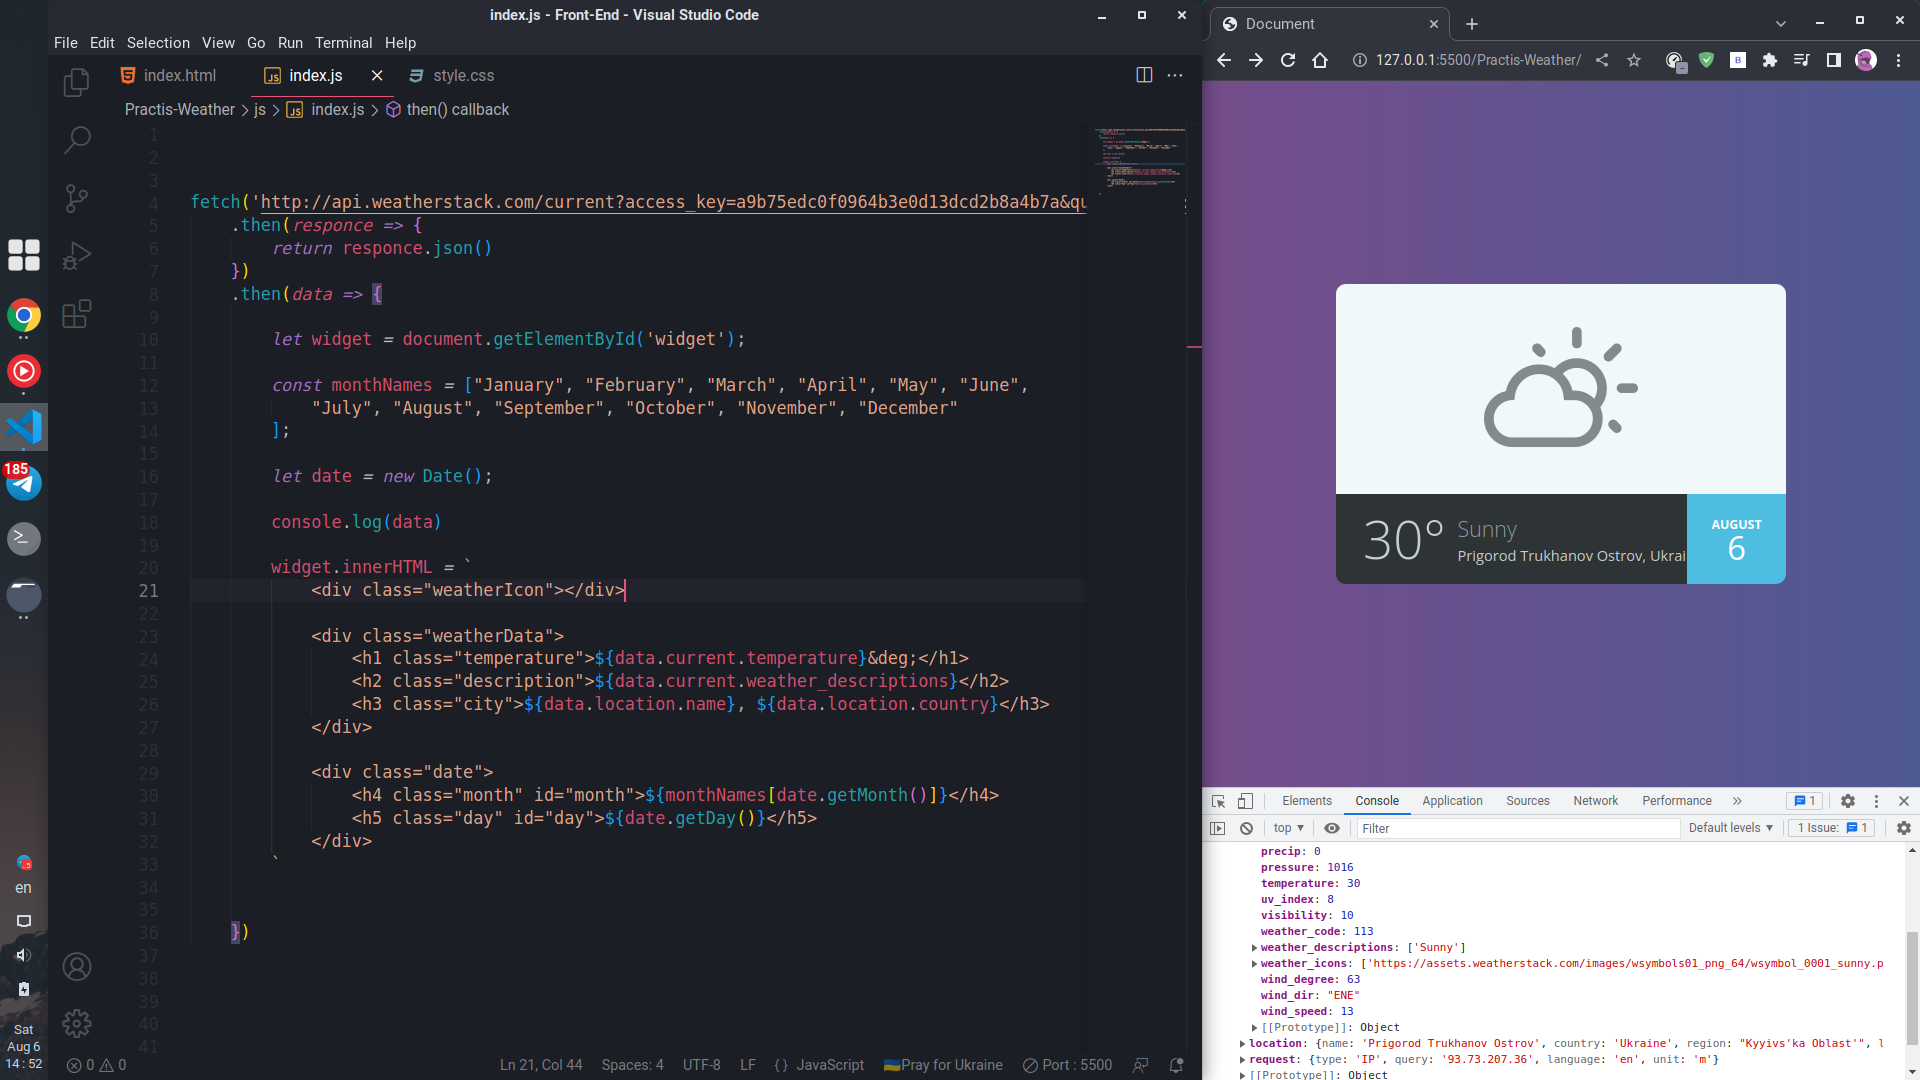 index.js - Front-End - Visual Studio Code
File Edit Selection View Go Run Terminal Help
index.html
index.js
style.css
Practis-Weather > js > index.js > then() callback
1
2
3
4 fetch('http://api.weatherstack.com/current?access_key=a9b75edc0f0964b3e0d13dcd2b8a4b7a&qu
5 .then(responce => {
6 return responce.json()
7 })
8 .then(data => {
9
10 let widget = document.getElementById('widget');
11
12 const monthNames = ["January", "February", "March", "April", "May", "June",
13 "July", "August", "September", "October", "November", "December"
14 ];
15
16 let date = new Date();
17
18 console.log(data)
19
20 widget.innerHTML = `
21 <div class="weatherIcon"></div>
22
23 <div class="weatherData">
24 <h1 class="temperature">${data.current.temperature}&deg;</h1>
25 <h2 class="description">${data.current.weather_descriptions}</h2>
26 <h3 class="city">${data.location.name}, ${data.location.country}</h3>
27 </div>
28
29 <div class="date">
30 <h4 class="month" id="month">${monthNames[date.getMonth()]}</h4>
31 <h5 class="day" id="day">${date.getDay()}</h5>
32 </div>
33 `
34
35
36 })
37
38
39
40
41
185
en
Sat
Aug 6
14 : 52
0 0
Ln 21, Col 44
Spaces: 4
UTF-8
LF
{ } JavaScript
Pray for Ukraine
Port : 5500
Document
127.0.0.1:5500/Practis-Weather/
30°
Sunny
Prigorod Trukhanov Ostrov, Ukrai
AUGUST
6
Elements Console Application Sources Network Performance » 1
top ▼ Filter Default levels ▼ 1 Issue: 1
precip: 0
pressure: 1016
temperature: 30
uv_index: 8
visibility: 10
weather_code: 113
weather_descriptions: ['Sunny']
weather_icons: ['https://assets.weatherstack.com/images/wsymbols01_png_64/wsymbol_0001_sunny.p
wind_degree: 63
wind_dir: "ENE"
wind_speed: 13
[[Prototype]]: Object
location: {name: 'Prigorod Trukhanov Ostrov', country: 'Ukraine', region: "Kyyivs'ka Oblast'", l
request: {type: 'IP', query: '93.73.207.36', language: 'en', unit: 'm'}
[[Prototype]]: Object